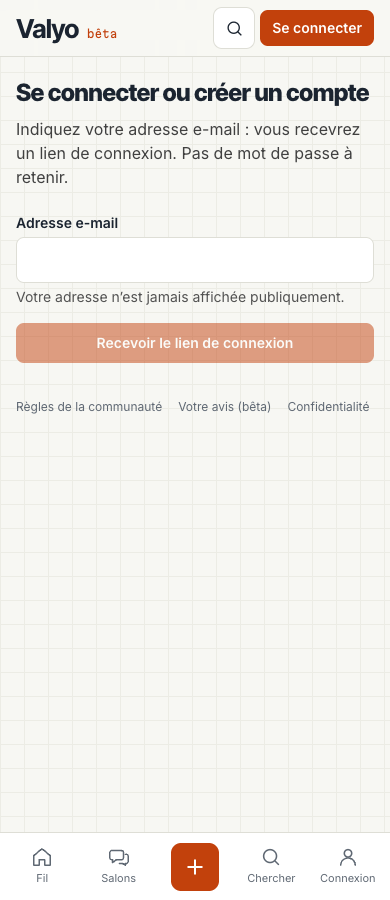 Valyo bêta
Se connecter
Se connecter ou créer un compte
Indiquez votre adresse e-mail : vous recevrez
un lien de connexion. Pas de mot de passe à
retenir.
Adresse e-mail
Votre adresse n’est jamais affichée publiquement.
Recevoir le lien de connexion
Règles de la communauté Votre avis (bêta) Confidentialité
Fil Salons Chercher Connexion